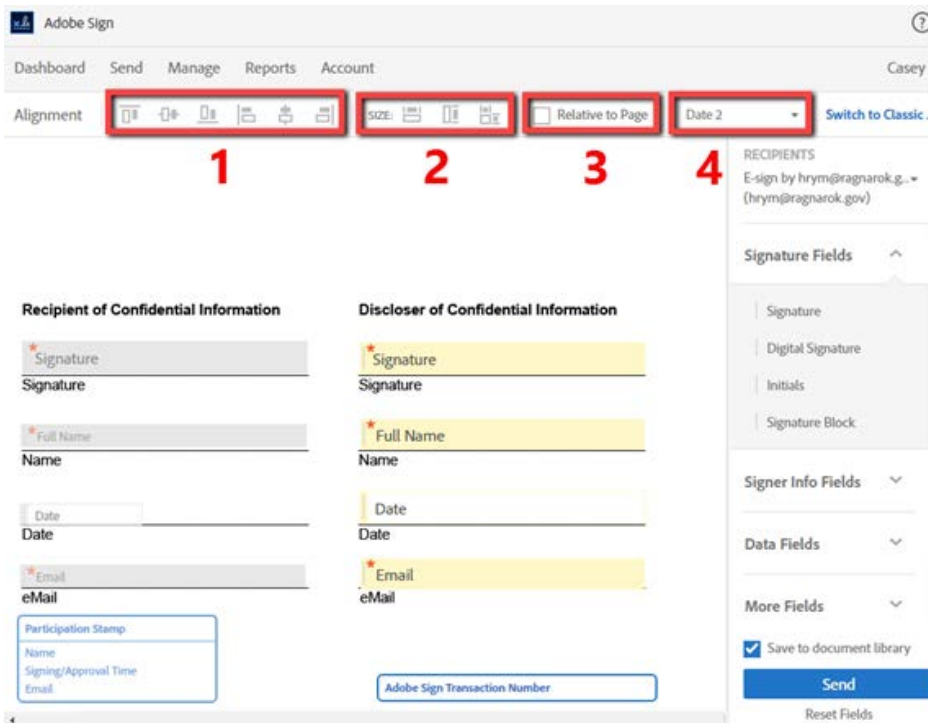 Adobe Sign
Dashboard Send Manage Reports Account Casey
Alignment SIZE: Relative to Page Date 2 Switch to Classic
1 2 3 4
RECIPIENTS
E-sign by hrym@ragnarok.g...
(hrym@ragnarok.gov)
Signature Fields
Signature
Digital Signature
Initials
Signature Block
Signer Info Fields
Data Fields
More Fields
Save to document library
Send
Reset Fields
Recipient of Confidential Information Discloser of Confidential Information
*Signature *Signature
Signature Signature
*Full Name *Full Name
Name Name
Date Date
Date Date
*Email *Email
eMail eMail
Participation Stamp
Name
Signing/Approval Time
Email
Adobe Sign Transaction Number